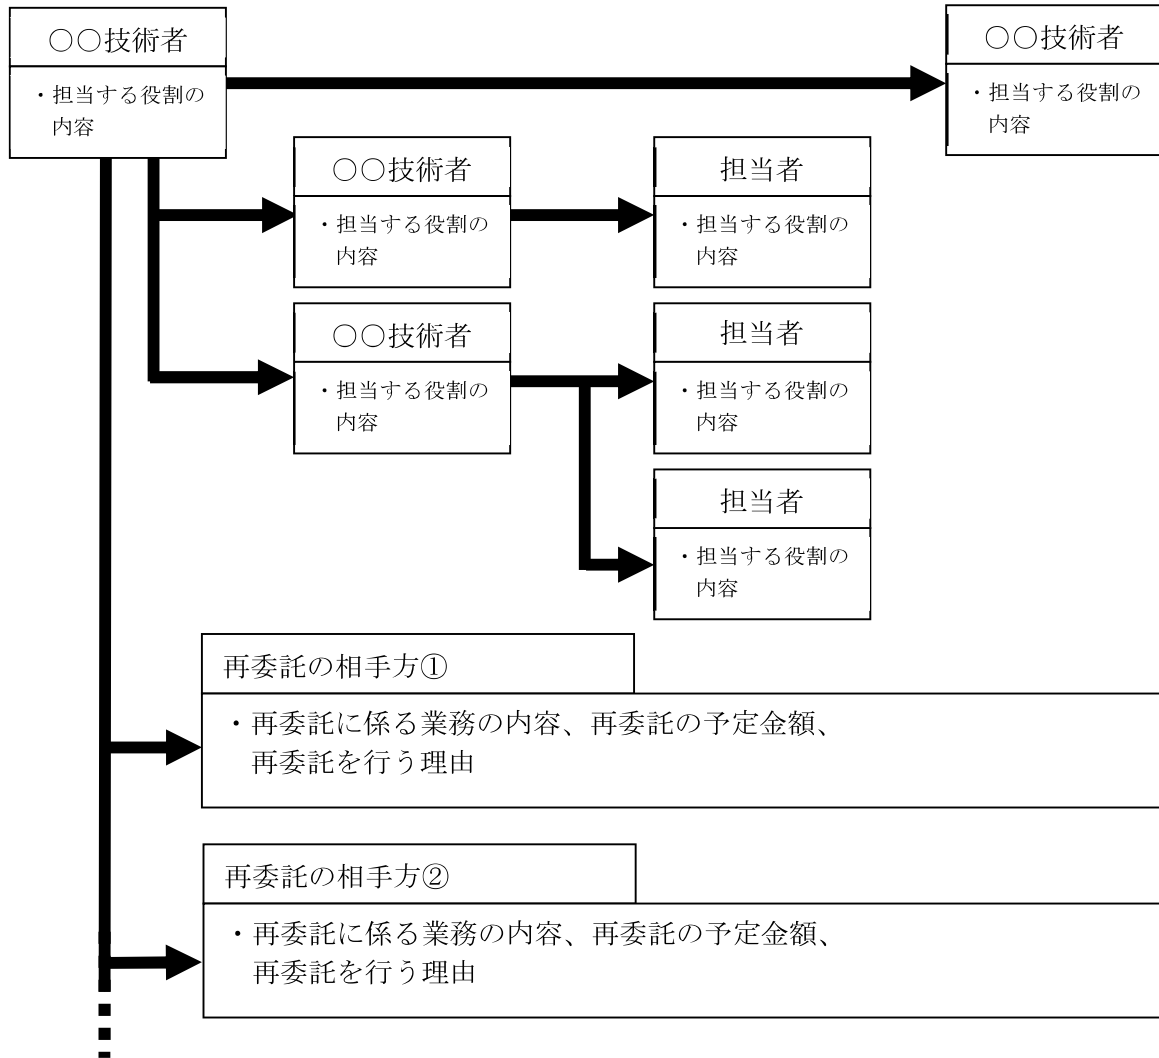 ○○技術者
・担当する役割の
内容
○○技術者
・担当する役割の
内容
○○技術者
・担当する役割の
内容
担当者
・担当する役割の
内容
○○技術者
・担当する役割の
内容
担当者
・担当する役割の
内容
担当者
・担当する役割の
内容
再委託の相手方①
・再委託に係る業務の内容、再委託の予定金額、
再委託を行う理由
再委託の相手方②
・再委託に係る業務の内容、再委託の予定金額、
再委託を行う理由